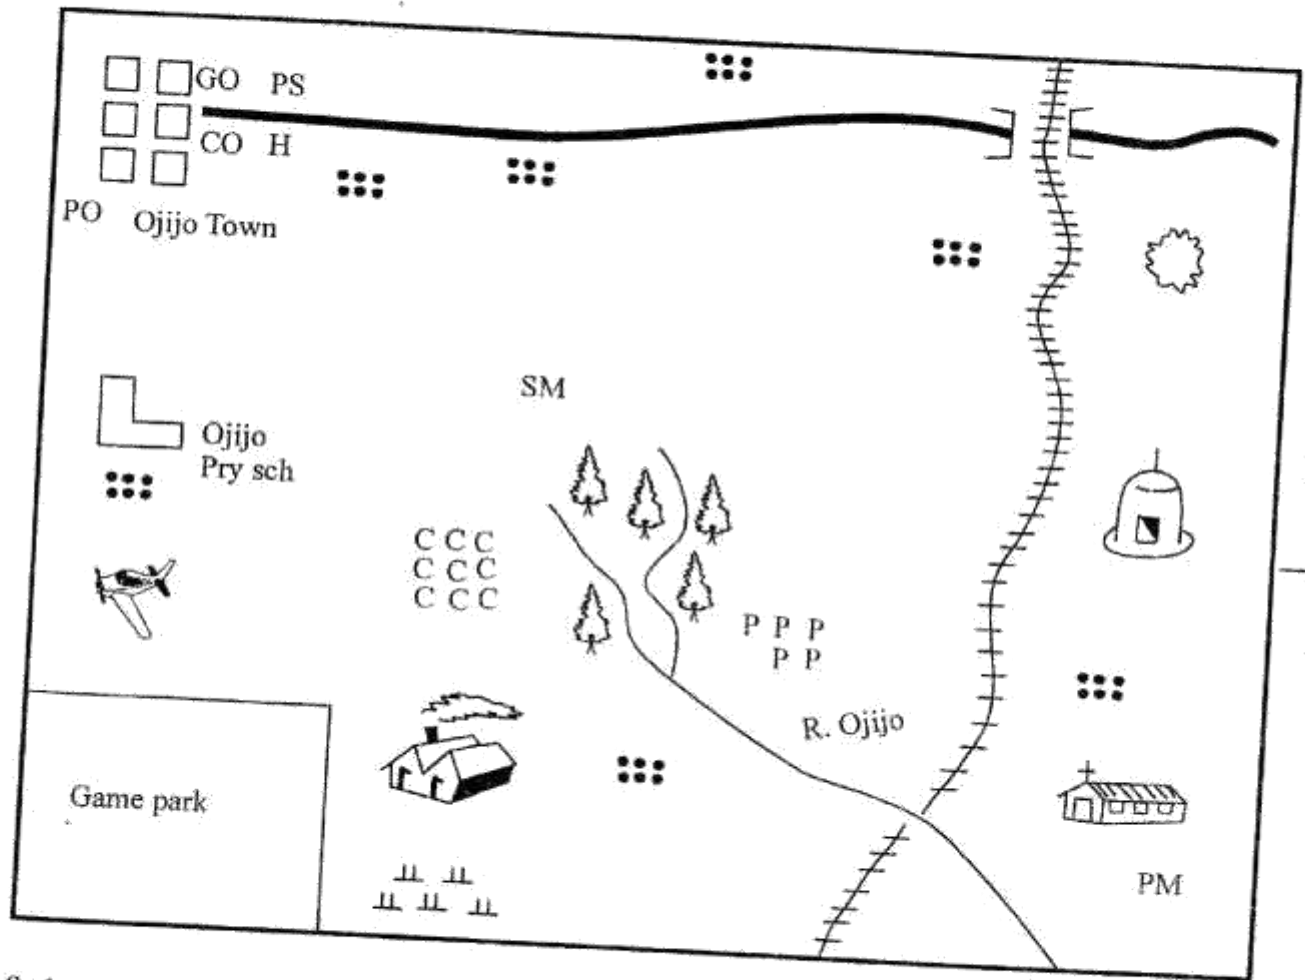 GO PS
CO H
PO Ojijo Town
SM
Ojijo
Pry sch
C C C
C C C
C C C
P P P
P P
R. Ojijo
Game park
PM